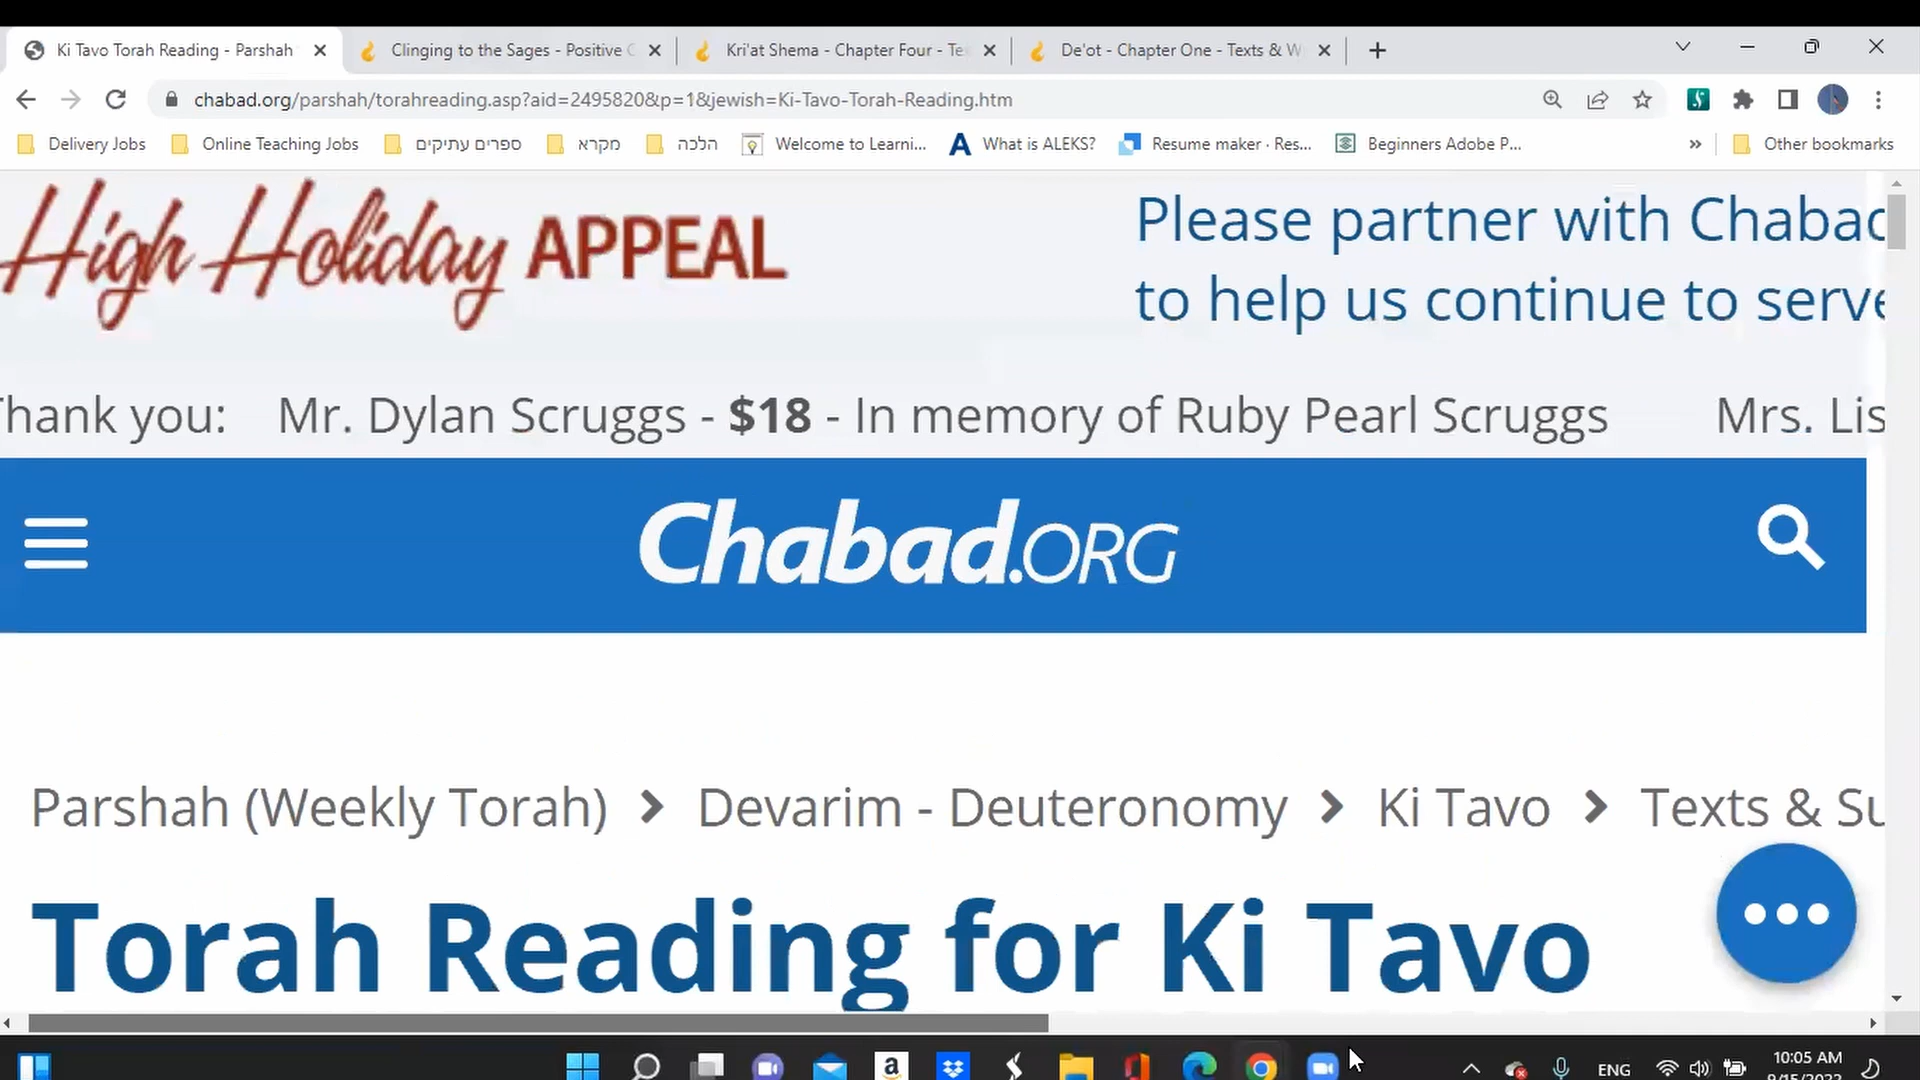 Ki Tavo Torah Reading - Parshah
Clinging to the Sages - Positive C
Kri'at Shema - Chapter Four - Te
De'ot - Chapter One - Texts & W
chabad.org/parshah/torahreading.asp?aid=2495820&p=1&jewish=Ki-Tavo-Torah-Reading.htm
Delivery Jobs Online Teaching Jobs ספרים עתיקים מקרא הלכה Welcome to Learni... What is ALEKS? Resume maker · Res... Beginners Adobe P... » Other bookmarks
High Holiday APPEAL
Please partner with Chabad
to help us continue to serve
Thank you: Mr. Dylan Scruggs - $18 - In memory of Ruby Pearl Scruggs Mrs. Lis
Chabad.ORG
Parshah (Weekly Torah) > Devarim - Deuteronomy > Ki Tavo > Texts & Su
Torah Reading for Ki Tavo
ENG
10:05 AM
9/15/2022